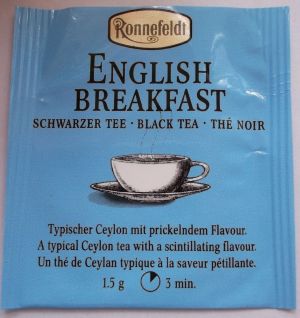 Ronnefeldt
ENGLISH
BREAKFAST
SCHWARZER TEE · BLACK TEA · THÉ NOIR
Typischer Ceylon mit prickelndem Flavour.
A typical Ceylon tea with a scintillating flavour.
Un thé de Ceylan typique à la saveur pétillante.
1.5 g 3 min.